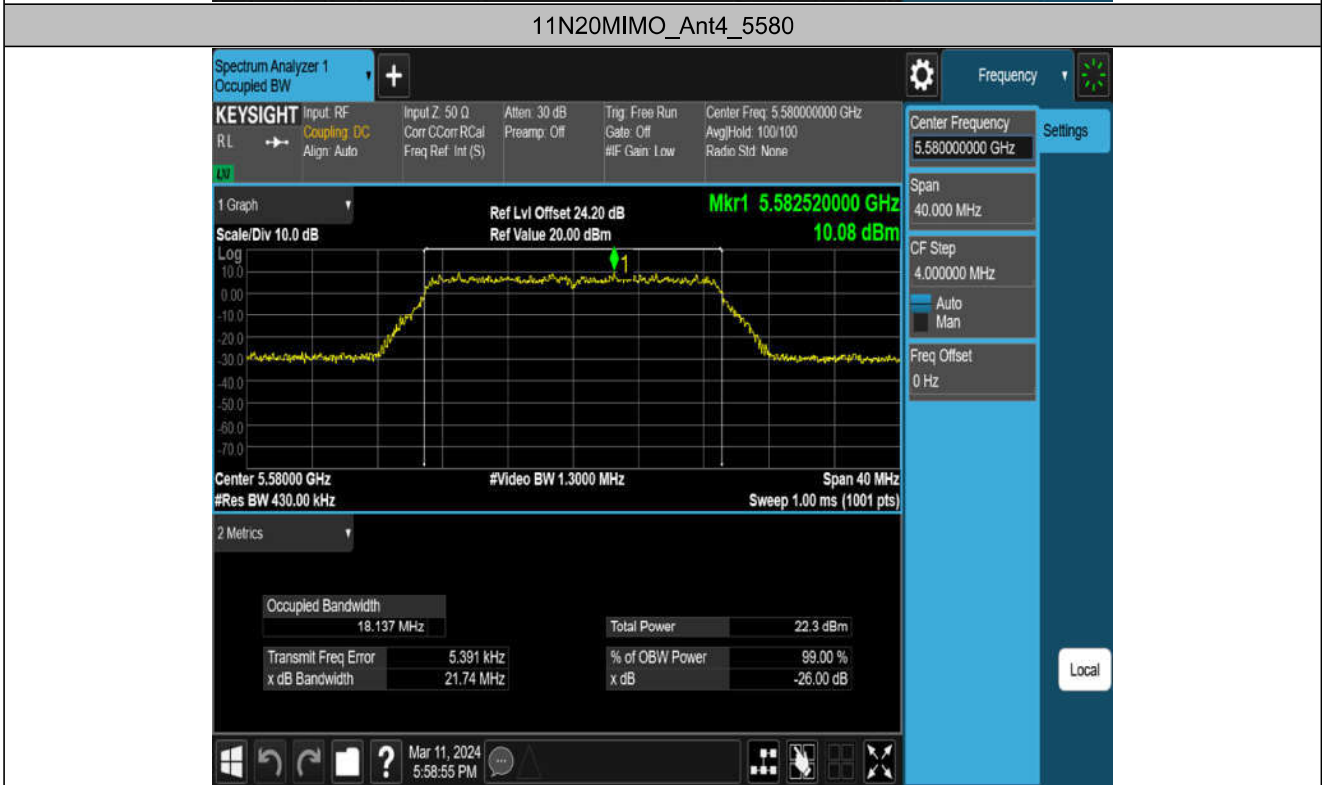 11N20MIMO_Ant4_5580
Spectrum Analyzer 1
Occupied BW
+
Frequency
KEYSIGHT
RL
LXI
Input: RF
Coupling: DC
Align: Auto
Input Z: 50 Ω
Corr CCorr RCal
Freq Ref: Int (S)
Atten: 30 dB
Preamp: Off
Trig: Free Run
Gate: Off
#IF Gain: Low
Center Freq: 5.580000000 GHz
Avg|Hold: 100/100
Radio Std: None
Center Frequency
5.580000000 GHz
Settings
Span
40.000 MHz
CF Step
4.000000 MHz
Auto
Man
Freq Offset
0 Hz
Local
1 Graph
Scale/Div 10.0 dB
Ref Lvl Offset 24.20 dB
Ref Value 20.00 dBm
Mkr1 5.582520000 GHz
10.08 dBm
Log
10.0
0.00
-10.0
-20.0
-30.0
-40.0
-50.0
-60.0
-70.0
1
Center 5.58000 GHz
#Video BW 1.3000 MHz
Span 40 MHz
#Res BW 430.00 kHz
Sweep 1.00 ms (1001 pts)
2 Metrics
Occupied Bandwidth
18.137 MHz
Total Power 22.3 dBm
Transmit Freq Error 5.391 kHz
% of OBW Power 99.00 %
x dB Bandwidth 21.74 MHz
x dB -26.00 dB
?
Mar 11, 2024
5:58:55 PM